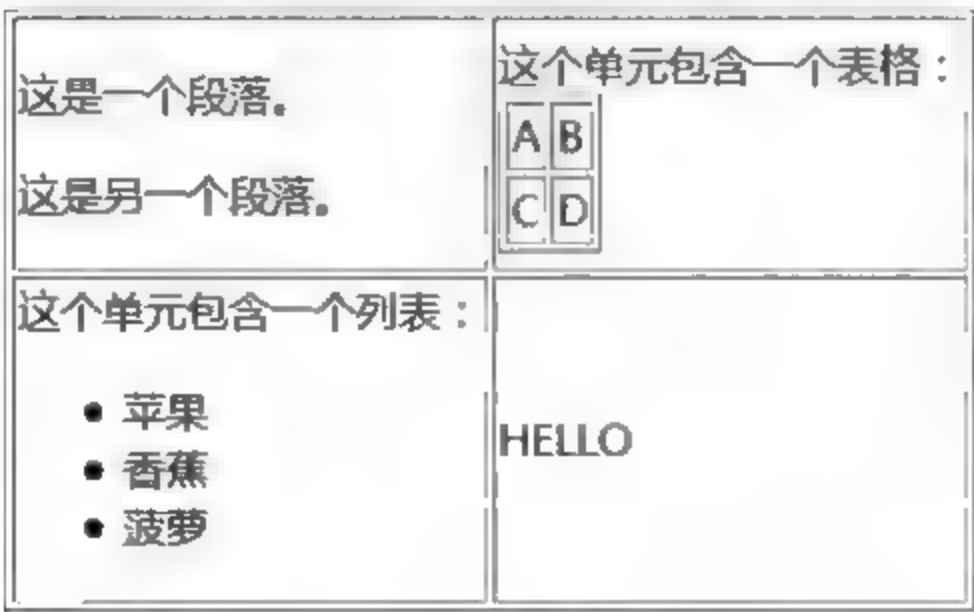 这是一个段落。
这是另一个段落。
这个单元包含一个表格：
A B
C D
这个单元包含一个列表：
• 苹果
• 香蕉
• 菠萝
HELLO